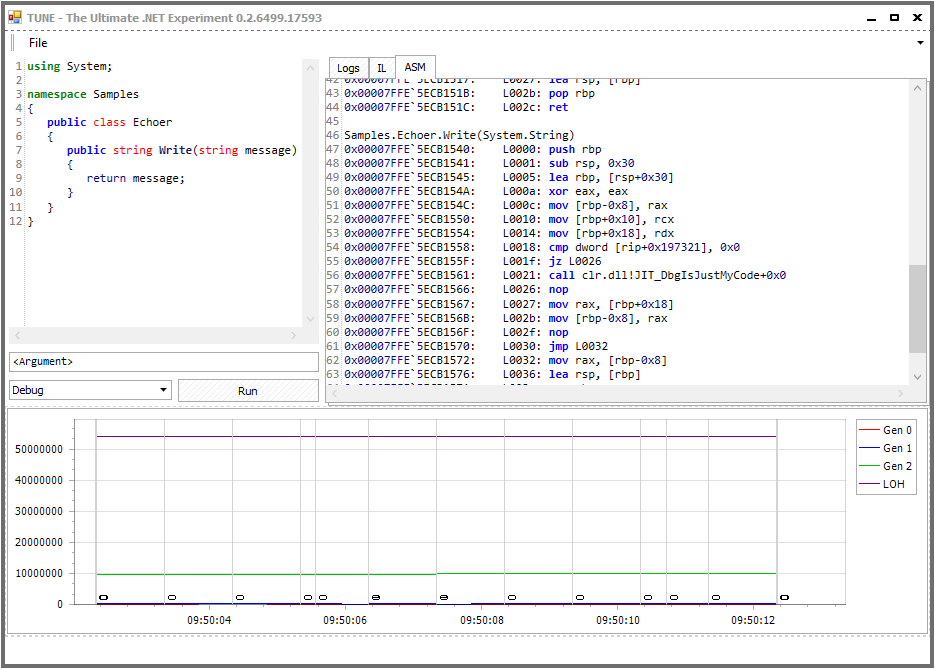 TUNE - The Ultimate .NET Experiment 0.2.6499.17593
File
1 using System;
2
3 namespace Samples
4 {
5 public class Echoer
6 {
7 public string Write(string message)
8 {
9 return message;
10 }
11 }
12 }
<Argument>
Debug
Run
Logs IL ASM
42 0x00007FFE`5ECB1517: L0027: lea rsp, [rbp]
43 0x00007FFE`5ECB151B: L002b: pop rbp
44 0x00007FFE`5ECB151C: L002c: ret
45
46 Samples.Echoer.Write(System.String)
47 0x00007FFE`5ECB1540: L0000: push rbp
48 0x00007FFE`5ECB1541: L0001: sub rsp, 0x30
49 0x00007FFE`5ECB1545: L0005: lea rbp, [rsp+0x30]
50 0x00007FFE`5ECB154A: L000a: xor eax, eax
51 0x00007FFE`5ECB154C: L000c: mov [rbp-0x8], rax
52 0x00007FFE`5ECB1550: L0010: mov [rbp+0x10], rcx
53 0x00007FFE`5ECB1554: L0014: mov [rbp+0x18], rdx
54 0x00007FFE`5ECB1558: L0018: cmp dword [rip+0x197321], 0x0
55 0x00007FFE`5ECB155F: L001f: jz L0026
56 0x00007FFE`5ECB1561: L0021: call clr.dll!JIT_DbgIsJustMyCode+0x0
57 0x00007FFE`5ECB1566: L0026: nop
58 0x00007FFE`5ECB1567: L0027: mov rax, [rbp+0x18]
59 0x00007FFE`5ECB156B: L002b: mov [rbp-0x8], rax
60 0x00007FFE`5ECB156F: L002f: nop
61 0x00007FFE`5ECB1570: L0030: jmp L0032
62 0x00007FFE`5ECB1572: L0032: mov rax, [rbp-0x8]
63 0x00007FFE`5ECB1576: L0036: lea rsp, [rbp]
50000000
40000000
30000000
20000000
10000000
0
09:50:04 09:50:06 09:50:08 09:50:10 09:50:12
Gen 0
Gen 1
Gen 2
LOH